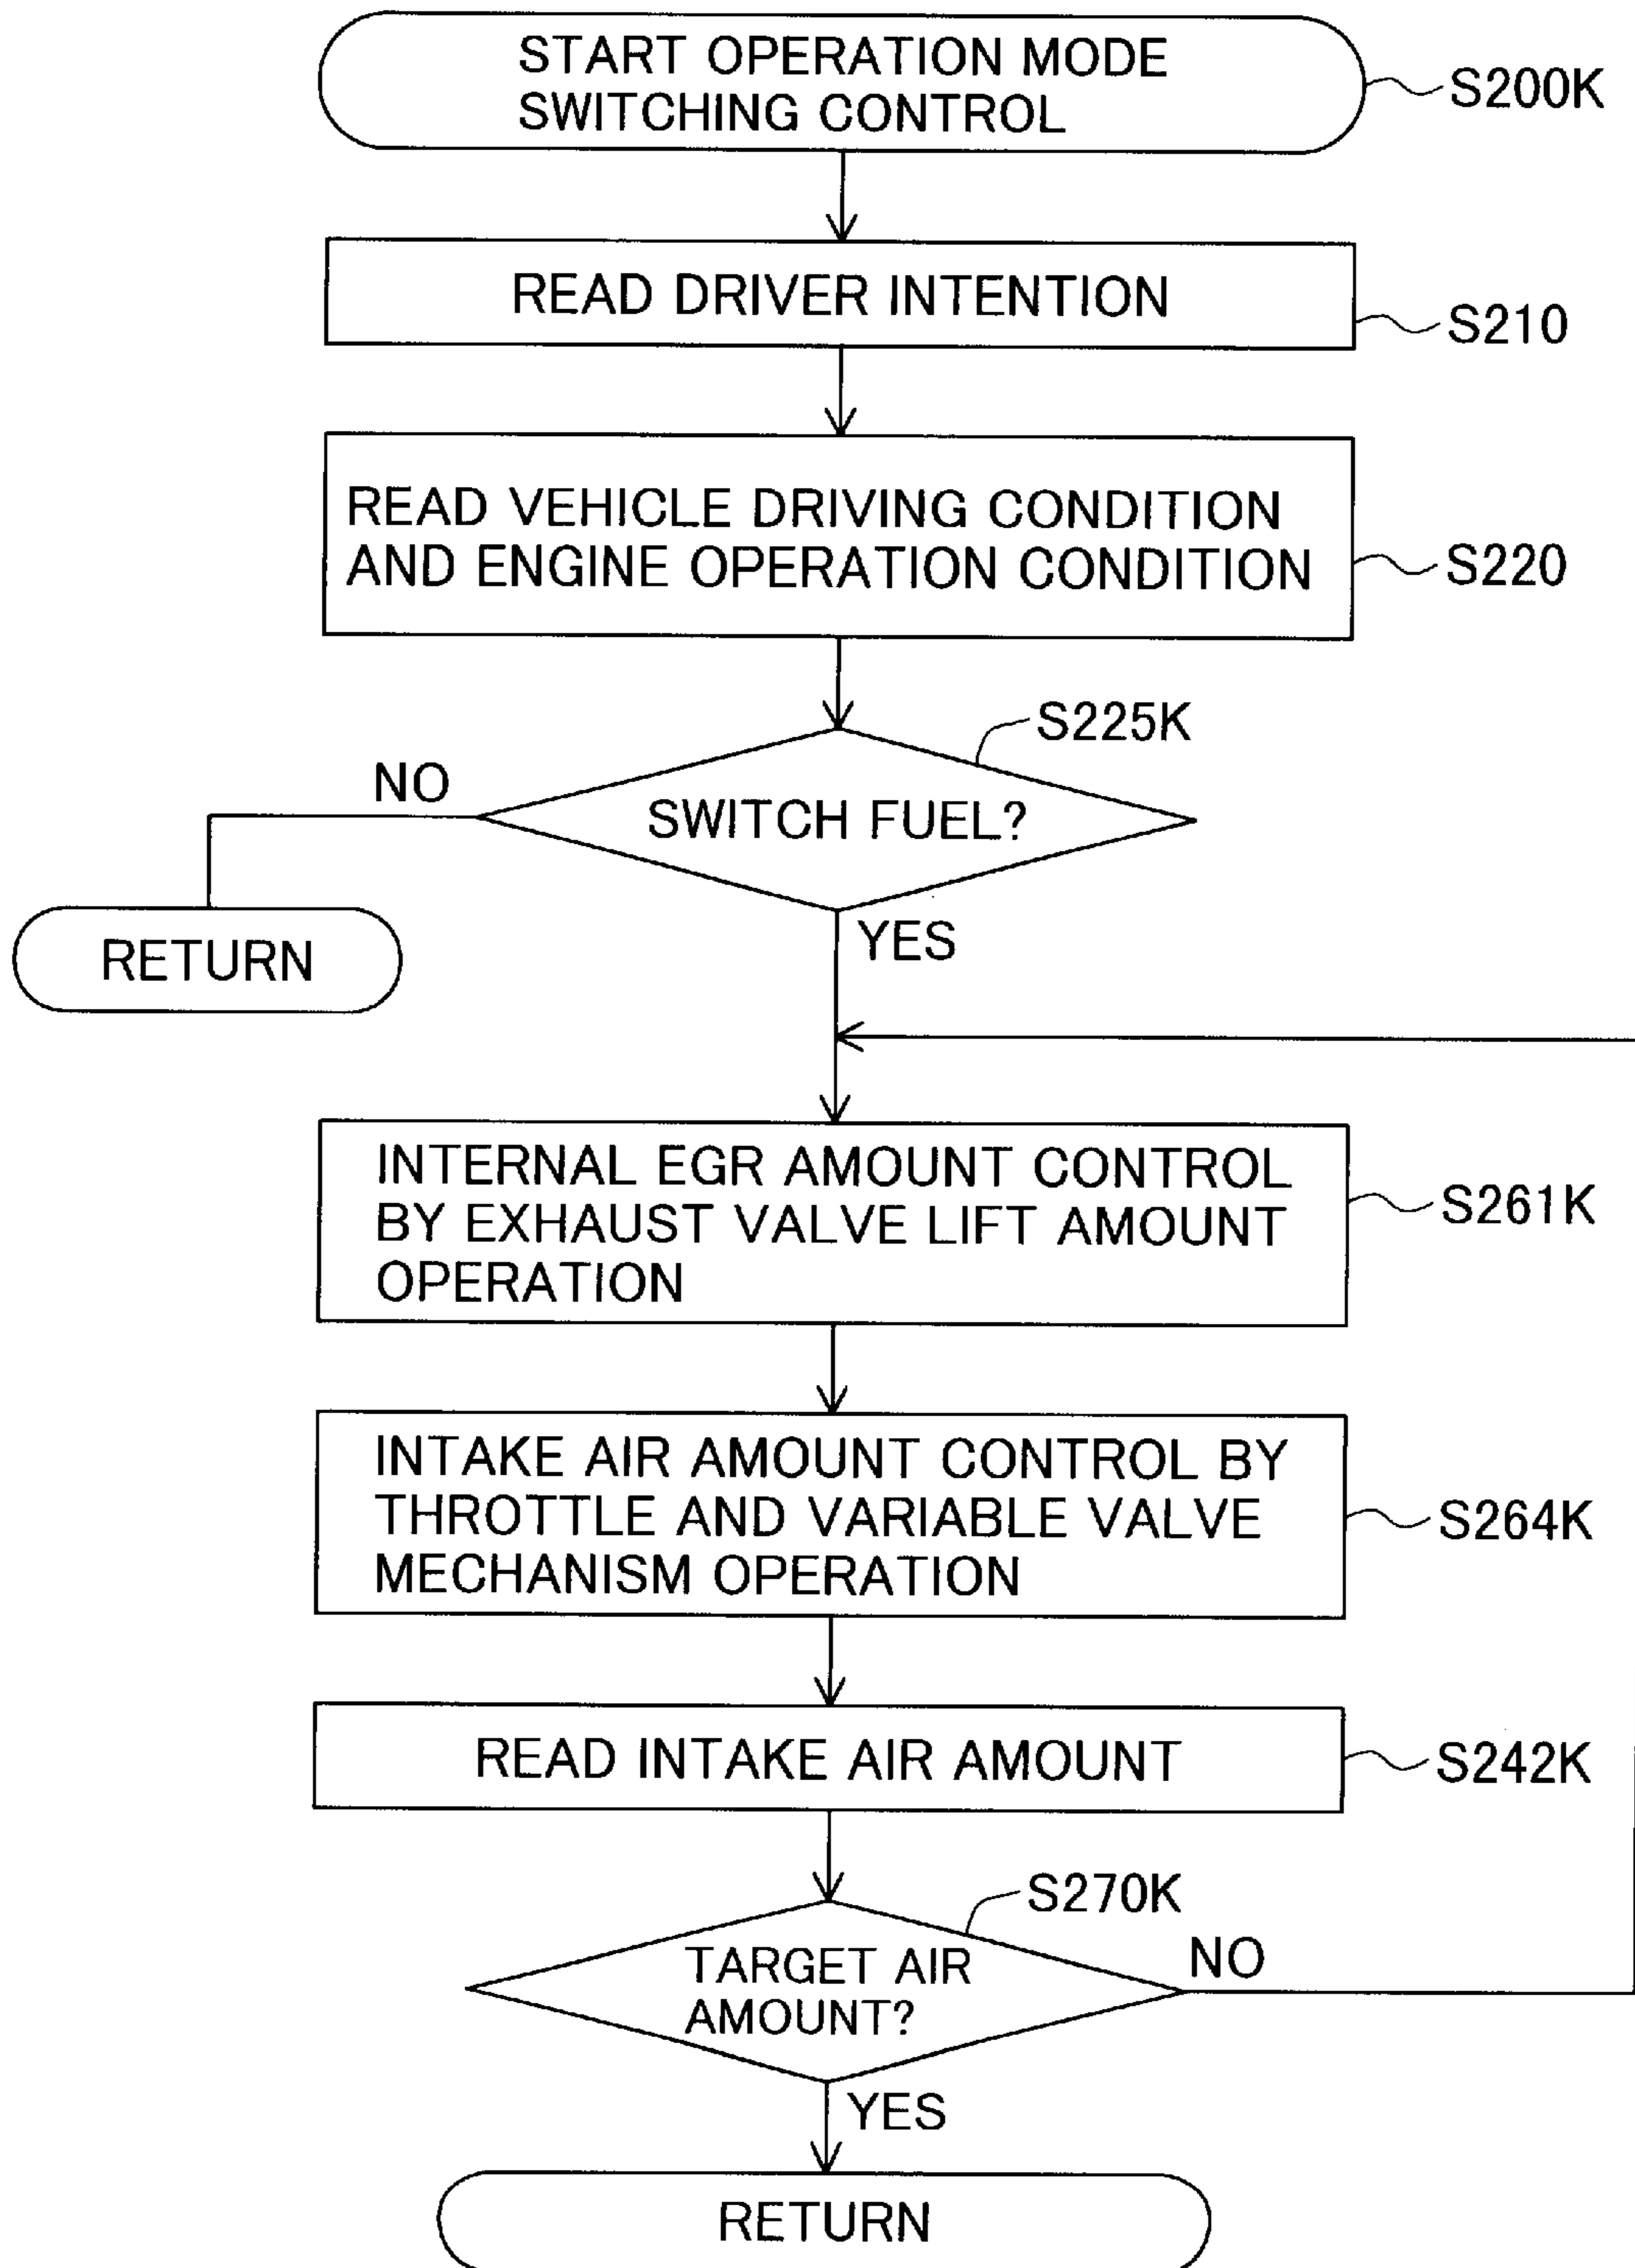 START OPERATION MODE
SWITCHING CONTROL
S200K
READ DRIVER INTENTION
S210
READ VEHICLE DRIVING CONDITION
AND ENGINE OPERATION CONDITION
S220
S225K
NO
SWITCH FUEL?
RETURN
YES
INTERNAL EGR AMOUNT CONTROL
BY EXHAUST VALVE LIFT AMOUNT
OPERATION
S261K
INTAKE AIR AMOUNT CONTROL BY
THROTTLE AND VARIABLE VALVE
MECHANISM OPERATION
S264K
READ INTAKE AIR AMOUNT
S242K
S270K
TARGET AIR
AMOUNT?
NO
YES
RETURN